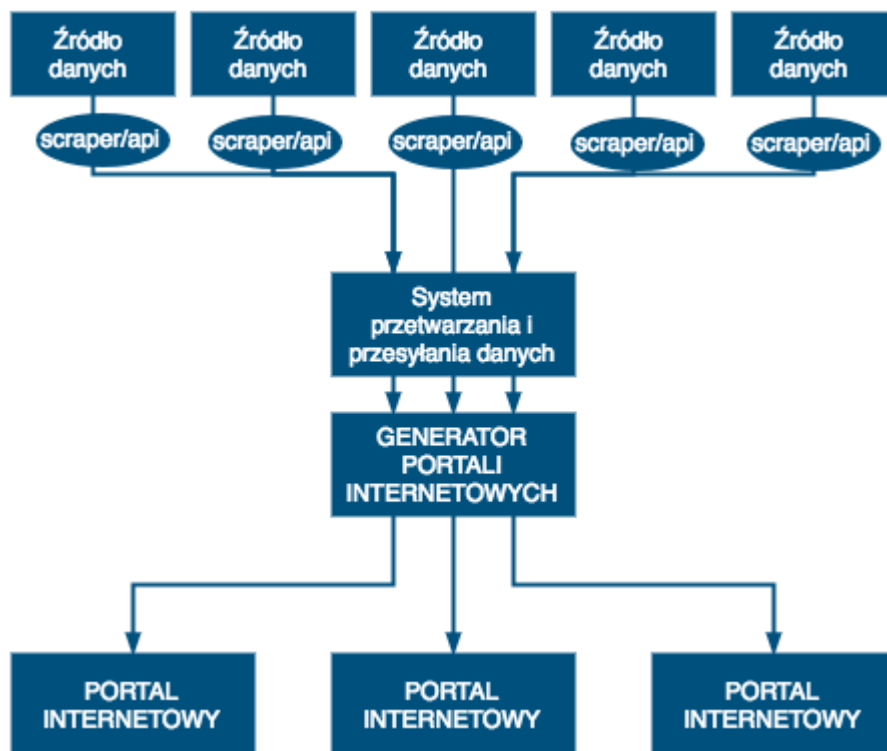 Źródło
danych
Źródło
danych
Źródło
danych
Źródło
danych
Źródło
danych
scraper/api
scraper/api
scraper/api
scraper/api
scraper/api
System
przetwarzania i
przesyłania danych
GENERATOR
PORTALI
INTERNETOWYCH
PORTAL
INTERNETOWY
PORTAL
INTERNETOWY
PORTAL
INTERNETOWY